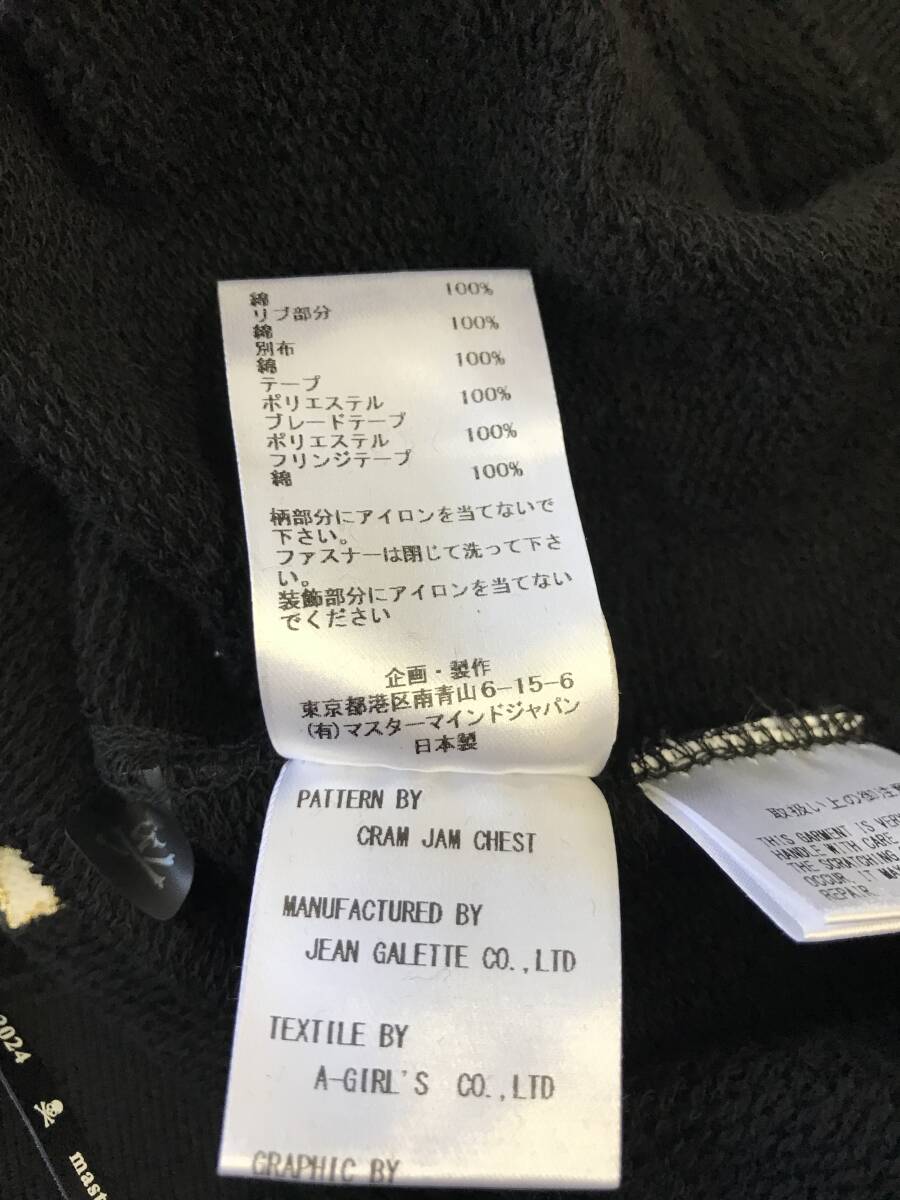 綿 100%
リブ部分
綿 100%
別布
綿 100%
テープ
ポリエステル 100%
ブレードテープ
ポリエステル 100%
フリンジテープ
綿 100%
柄部分にアイロンを当てないで
下さい。
ファスナーは閉じて洗って下さ
い。
装飾部分にアイロンを当てない
でください
企画・製作
東京都港区南青山6-15-6
(有)マスターマインドジャパン
日本製
PATTERN BY
CRAM JAM CHEST
MANUFACTURED BY
JEAN GALETTE CO.,LTD
TEXTILE BY
A-GIRL'S CO.,LTD
GRAPHIC BY
取扱い上の御注意
THIS GARMENT IS
HANDLE WITH CARE
THE SCRATCHING
OCCUR, IT
REPAIR.
2024
mast